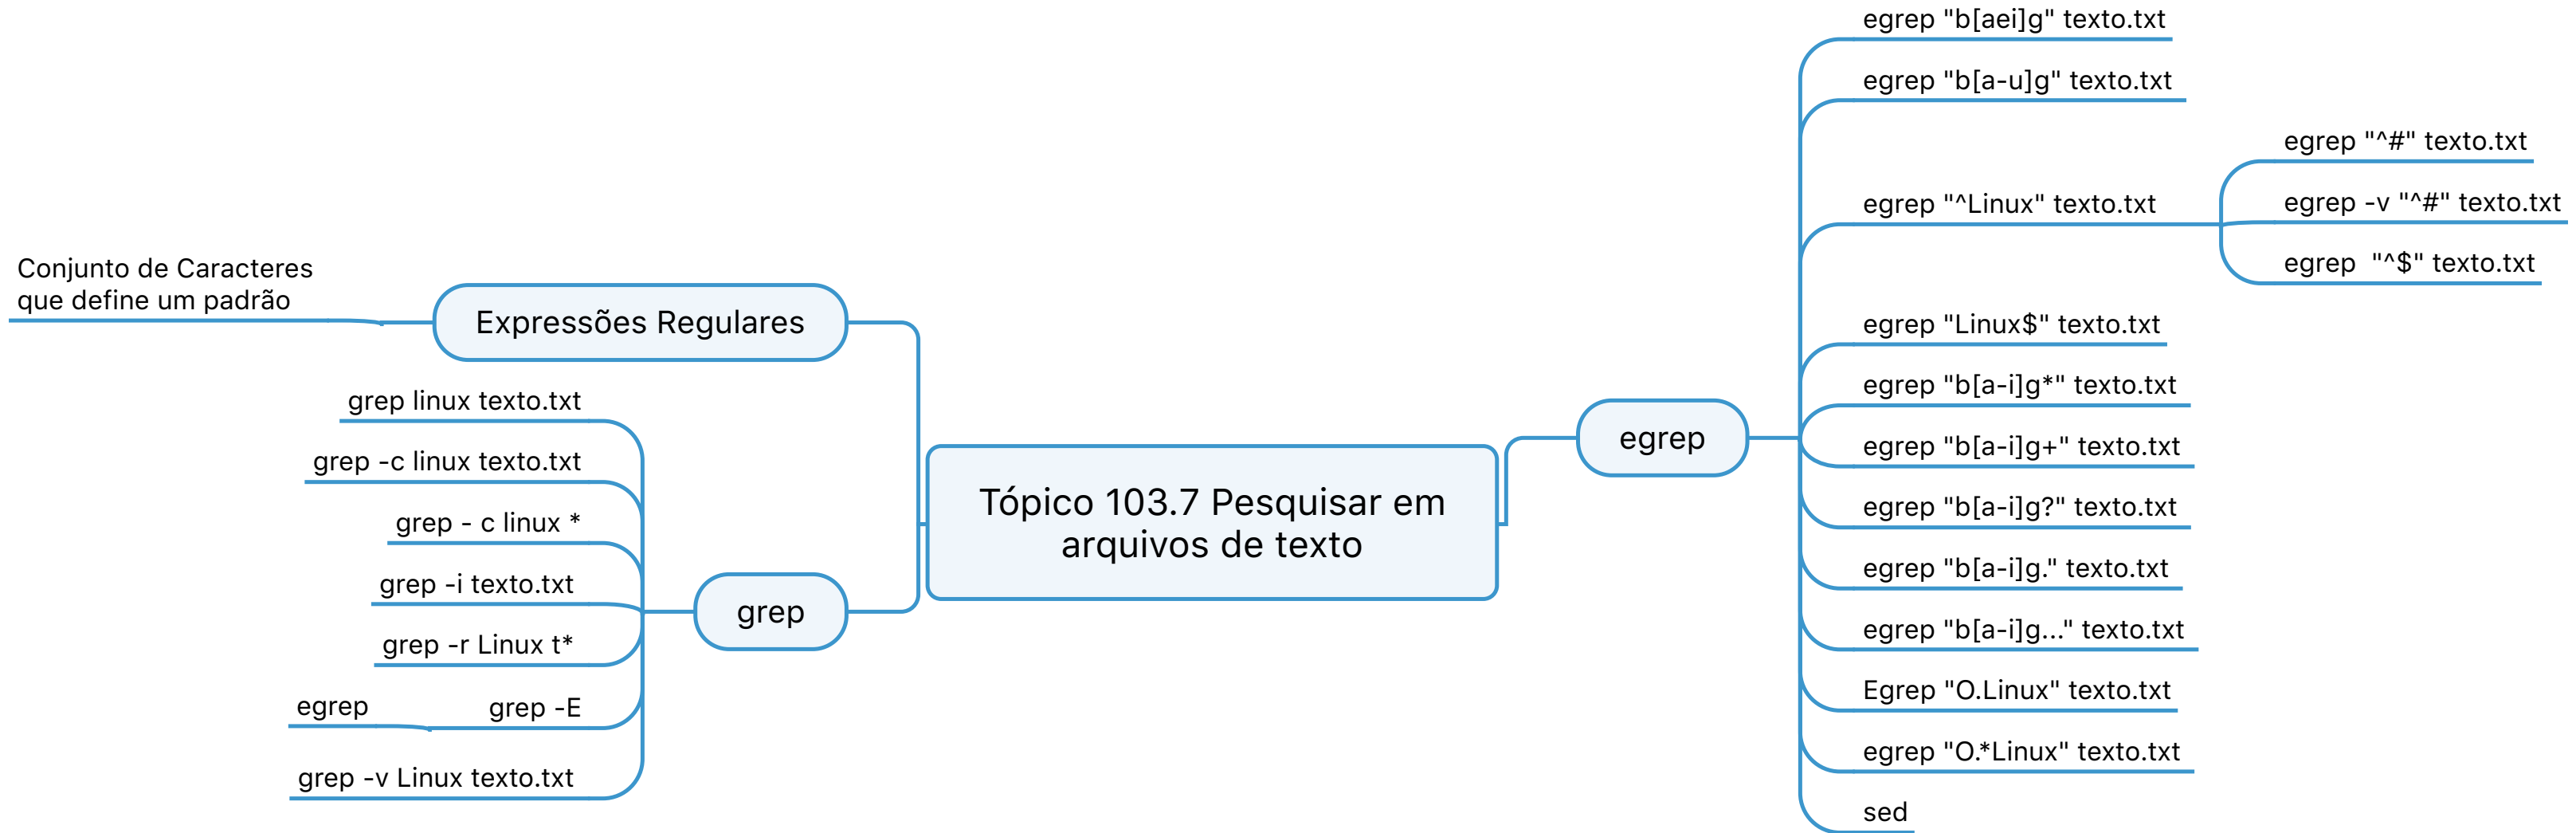 Tópico 103.7 Pesquisar em
arquivos de texto
Expressões Regulares
Conjunto de Caracteres
que define um padrão
grep
grep linux texto.txt
grep -c linux texto.txt
grep - c linux *
grep -i texto.txt
grep -r Linux t*
grep -E
egrep
grep -v Linux texto.txt
egrep
egrep "b[aei]g" texto.txt
egrep "b[a-u]g" texto.txt
egrep "^Linux" texto.txt
egrep "^#" texto.txt
egrep -v "^#" texto.txt
egrep  "^$" texto.txt
egrep "Linux$" texto.txt
egrep "b[a-i]g*" texto.txt
egrep "b[a-i]g+" texto.txt
egrep "b[a-i]g?" texto.txt
egrep "b[a-i]g." texto.txt
egrep "b[a-i]g..." texto.txt
Egrep "O.Linux" texto.txt
egrep "O.*Linux" texto.txt
sed